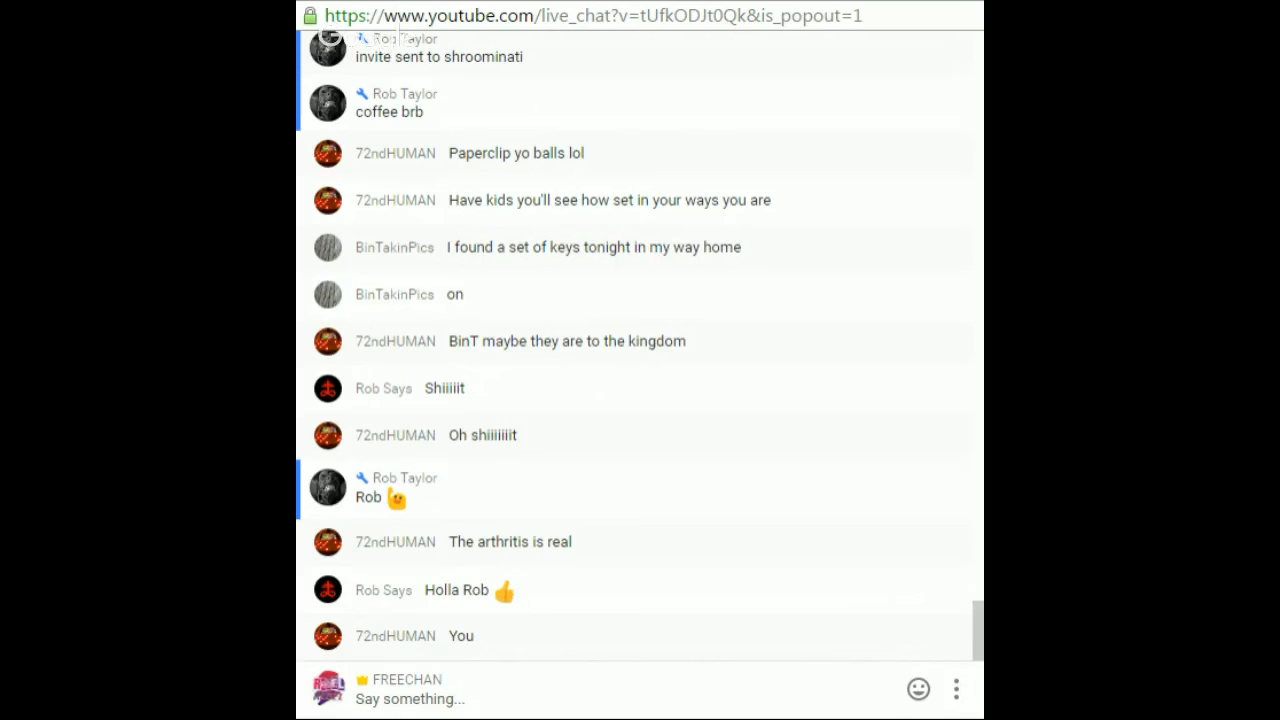 https://www.youtube.com/live_chat?v=tUfkODJt0Qk&is_popout=1
Rob Taylor
invite sent to shroominati
Rob Taylor
coffee brb
72ndHUMAN Paperclip yo balls lol
72ndHUMAN Have kids you'll see how set in your ways you are
BinTakinPics I found a set of keys tonight in my way home
BinTakinPics on
72ndHUMAN BinT maybe they are to the kingdom
Rob Says Shiiiiit
72ndHUMAN Oh shiiiiiiit
Rob Taylor
Rob
72ndHUMAN The arthritis is real
Rob Says Holla Rob
72ndHUMAN You
FREECHAN
Say something...